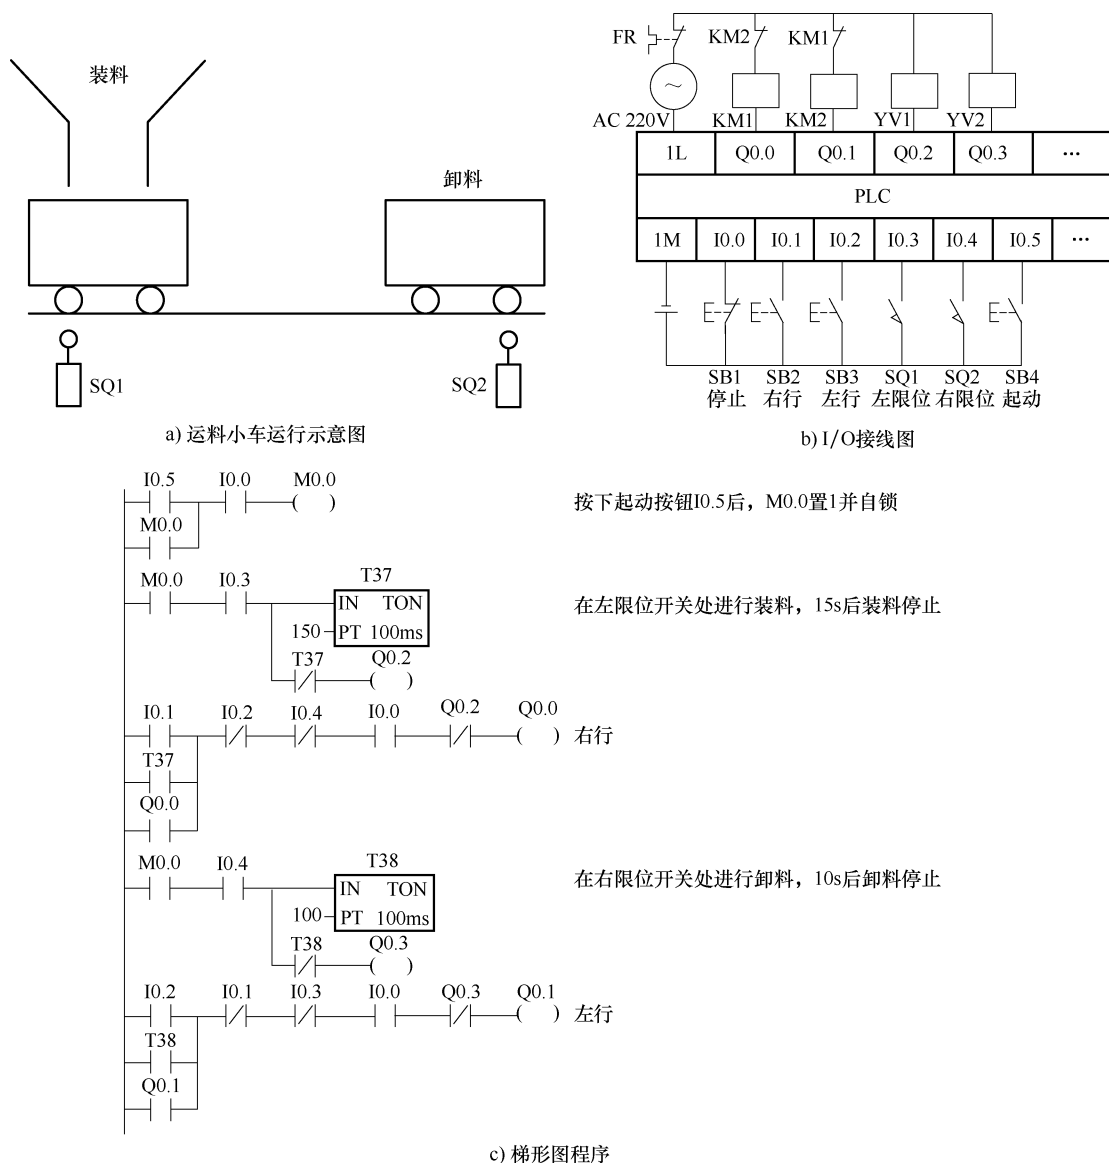 装料
卸料
SQ1
SQ2
a) 运料小车运行示意图
FR
KM2
KM1
AC 220V
KM1
KM2
YV1
YV2
1L
Q0.0
Q0.1
Q0.2
Q0.3
...
PLC
1M
I0.0
I0.1
I0.2
I0.3
I0.4
I0.5
...
SB1
SB2
SB3
SQ1
SQ2
SB4
停止
右行
左行
左限位
右限位
起动
b) I/O接线图
I0.5
I0.0
M0.0
按下起动按钮I0.5后，M0.0置1并自锁
M0.0
M0.0
I0.3
T37
IN TON
在左限位开关处进行装料，15s后装料停止
150
PT 100ms
T37
Q0.2
I0.1
I0.2
I0.4
I0.0
Q0.2
Q0.0
右行
T37
Q0.0
M0.0
I0.4
T38
IN TON
在右限位开关处进行卸料，10s后卸料停止
100
PT 100ms
T38
Q0.3
I0.2
I0.1
I0.3
I0.0
Q0.3
Q0.1
左行
T38
Q0.1
c) 梯形图程序